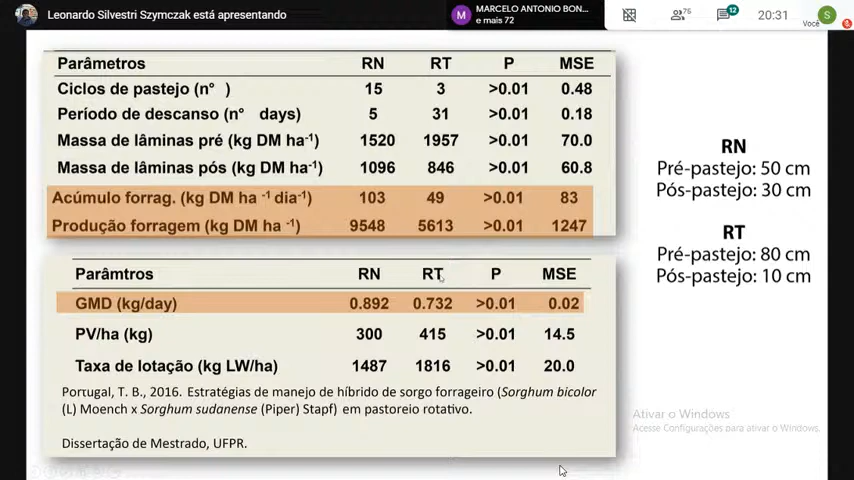 Leonardo Silvestri Szymczak está apresentando
M
MARCELO ANTONIO BON...
e mais 72
75
12
20:31
S
Você
Parâmetros RN RT P MSE
Ciclos de pastejo (n° ) 15 3 >0.01 0.48
Período de descanso (n° days) 5 31 >0.01 0.18
Massa de lâminas pré (kg DM ha-1) 1520 1957 >0.01 70.0
Massa de lâminas pós (kg DM ha-1) 1096 846 >0.01 60.8
Acúmulo forrag. (kg DM ha -1 dia-1) 103 49 >0.01 83
Produção forragem (kg DM ha -1) 9548 5613 >0.01 1247
Parâmtros RN RT P MSE
GMD (kg/day) 0.892 0.732 >0.01 0.02
PV/ha (kg) 300 415 >0.01 14.5
Taxa de lotação (kg LW/ha) 1487 1816 >0.01 20.0
Portugal, T. B., 2016. Estratégias de manejo de híbrido de sorgo forrageiro (Sorghum bicolor
(L) Moench x Sorghum sudanense (Piper) Stapf) em pastoreio rotativo.
Dissertação de Mestrado, UFPR.
RN
Pré-pastejo: 50 cm
Pós-pastejo: 30 cm
RT
Pré-pastejo: 80 cm
Pós-pastejo: 10 cm
Ativar o Windows
Acesse Configurações para ativar o Windows.